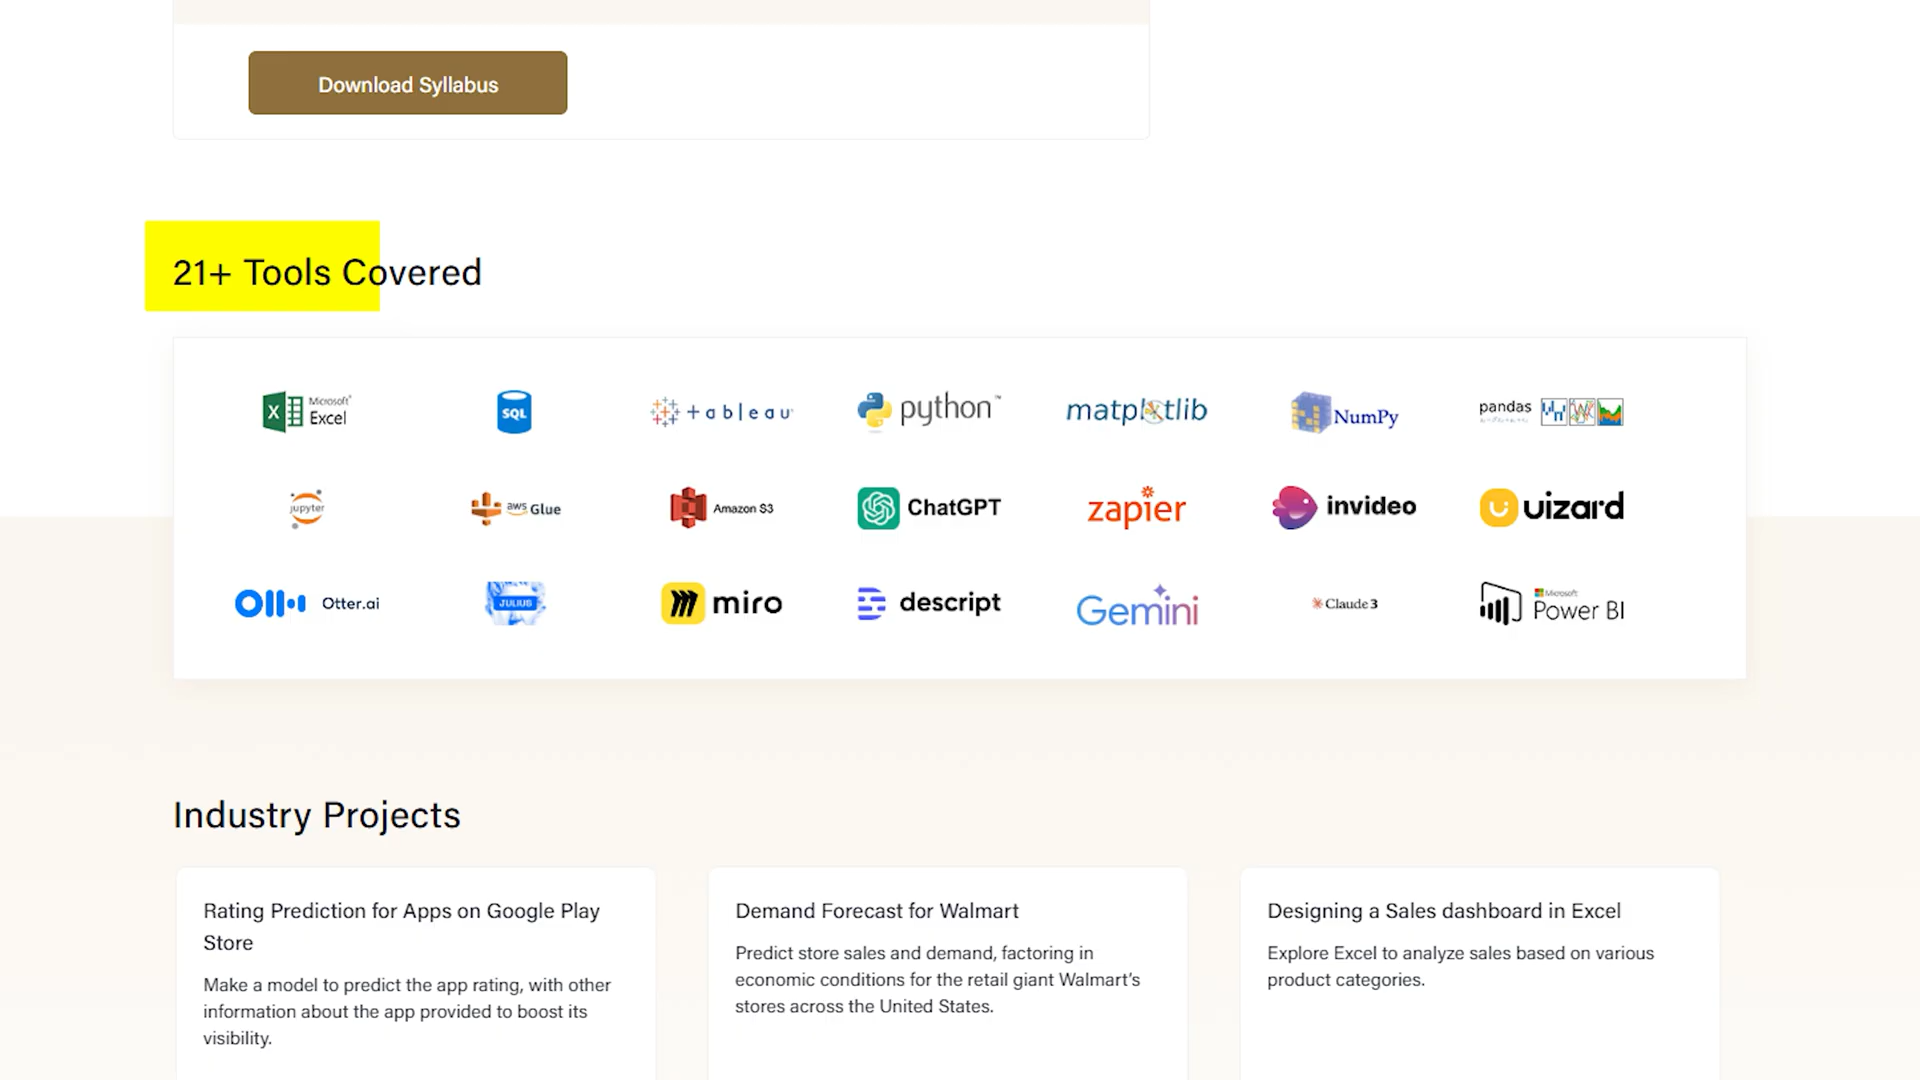 Download Syllabus
21+ Tools Covered
Microsoft Excel
SQL
+ableau
python™
matplotlib
NumPy
pandas
jupyter
aws Glue
Amazon S3
ChatGPT
zapier
invideo
uizard
Otter.ai
JULIUS
miro
descript
Gemini
Claude 3
Microsoft Power BI
Industry Projects
Rating Prediction for Apps on Google Play
Store
Make a model to predict the app rating, with other
information about the app provided to boost its
visibility.
Demand Forecast for Walmart
Predict store sales and demand, factoring in
economic conditions for the retail giant Walmart's
stores across the United States.
Designing a Sales dashboard in Excel
Explore Excel to analyze sales based on various
product categories.